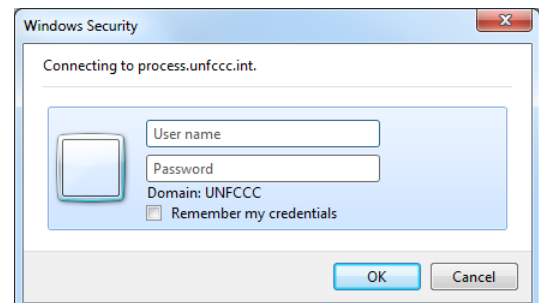 Windows Security
Connecting to process.unfccc.int.
User name
Password
Domain: UNFCCC
Remember my credentials
OK
Cancel